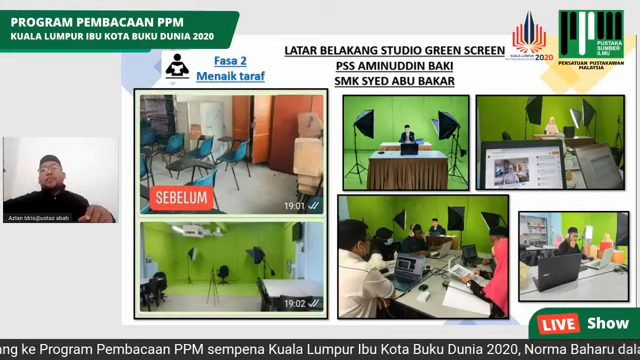 PROGRAM PEMBACAAN PPM
KUALA LUMPUR IBU KOTA BUKU DUNIA 2020
Fasa 2
Menaik taraf
LATAR BELAKANG STUDIO GREEN SCREEN
PSS AMINUDDIN BAKI
SMK SYED ABU BAKAR
KUALA LUMPUR
2020
PUSTAKA
SUMBER
ILMU
PERSATUAN PUSTAKAWAN
MALAYSIA
SEBELUM
19:01
19:02
Azlan Idris@ustaz abah
LIVE Show
ang ke Program Pembacaan PPM sempena Kuala Lumpur Ibu Kota Buku Dunia 2020, Norma Baharu dala